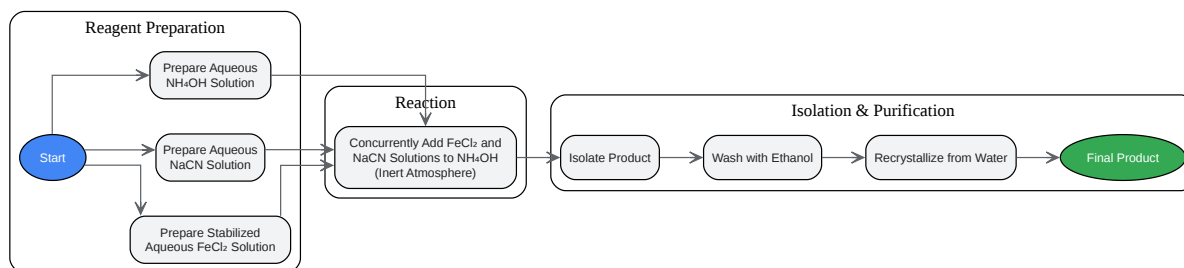 Reagent Preparation
Prepare Aqueous
NH₄OH Solution
Start
Prepare Aqueous
NaCN Solution
Prepare Stabilized
Aqueous FeCl₂ Solution
Reaction
Concurrently Add FeCl₂ and
NaCN Solutions to NH₄OH
(Inert Atmosphere)
Isolation & Purification
Isolate Product
Wash with Ethanol
Recrystallize from Water
Final Product